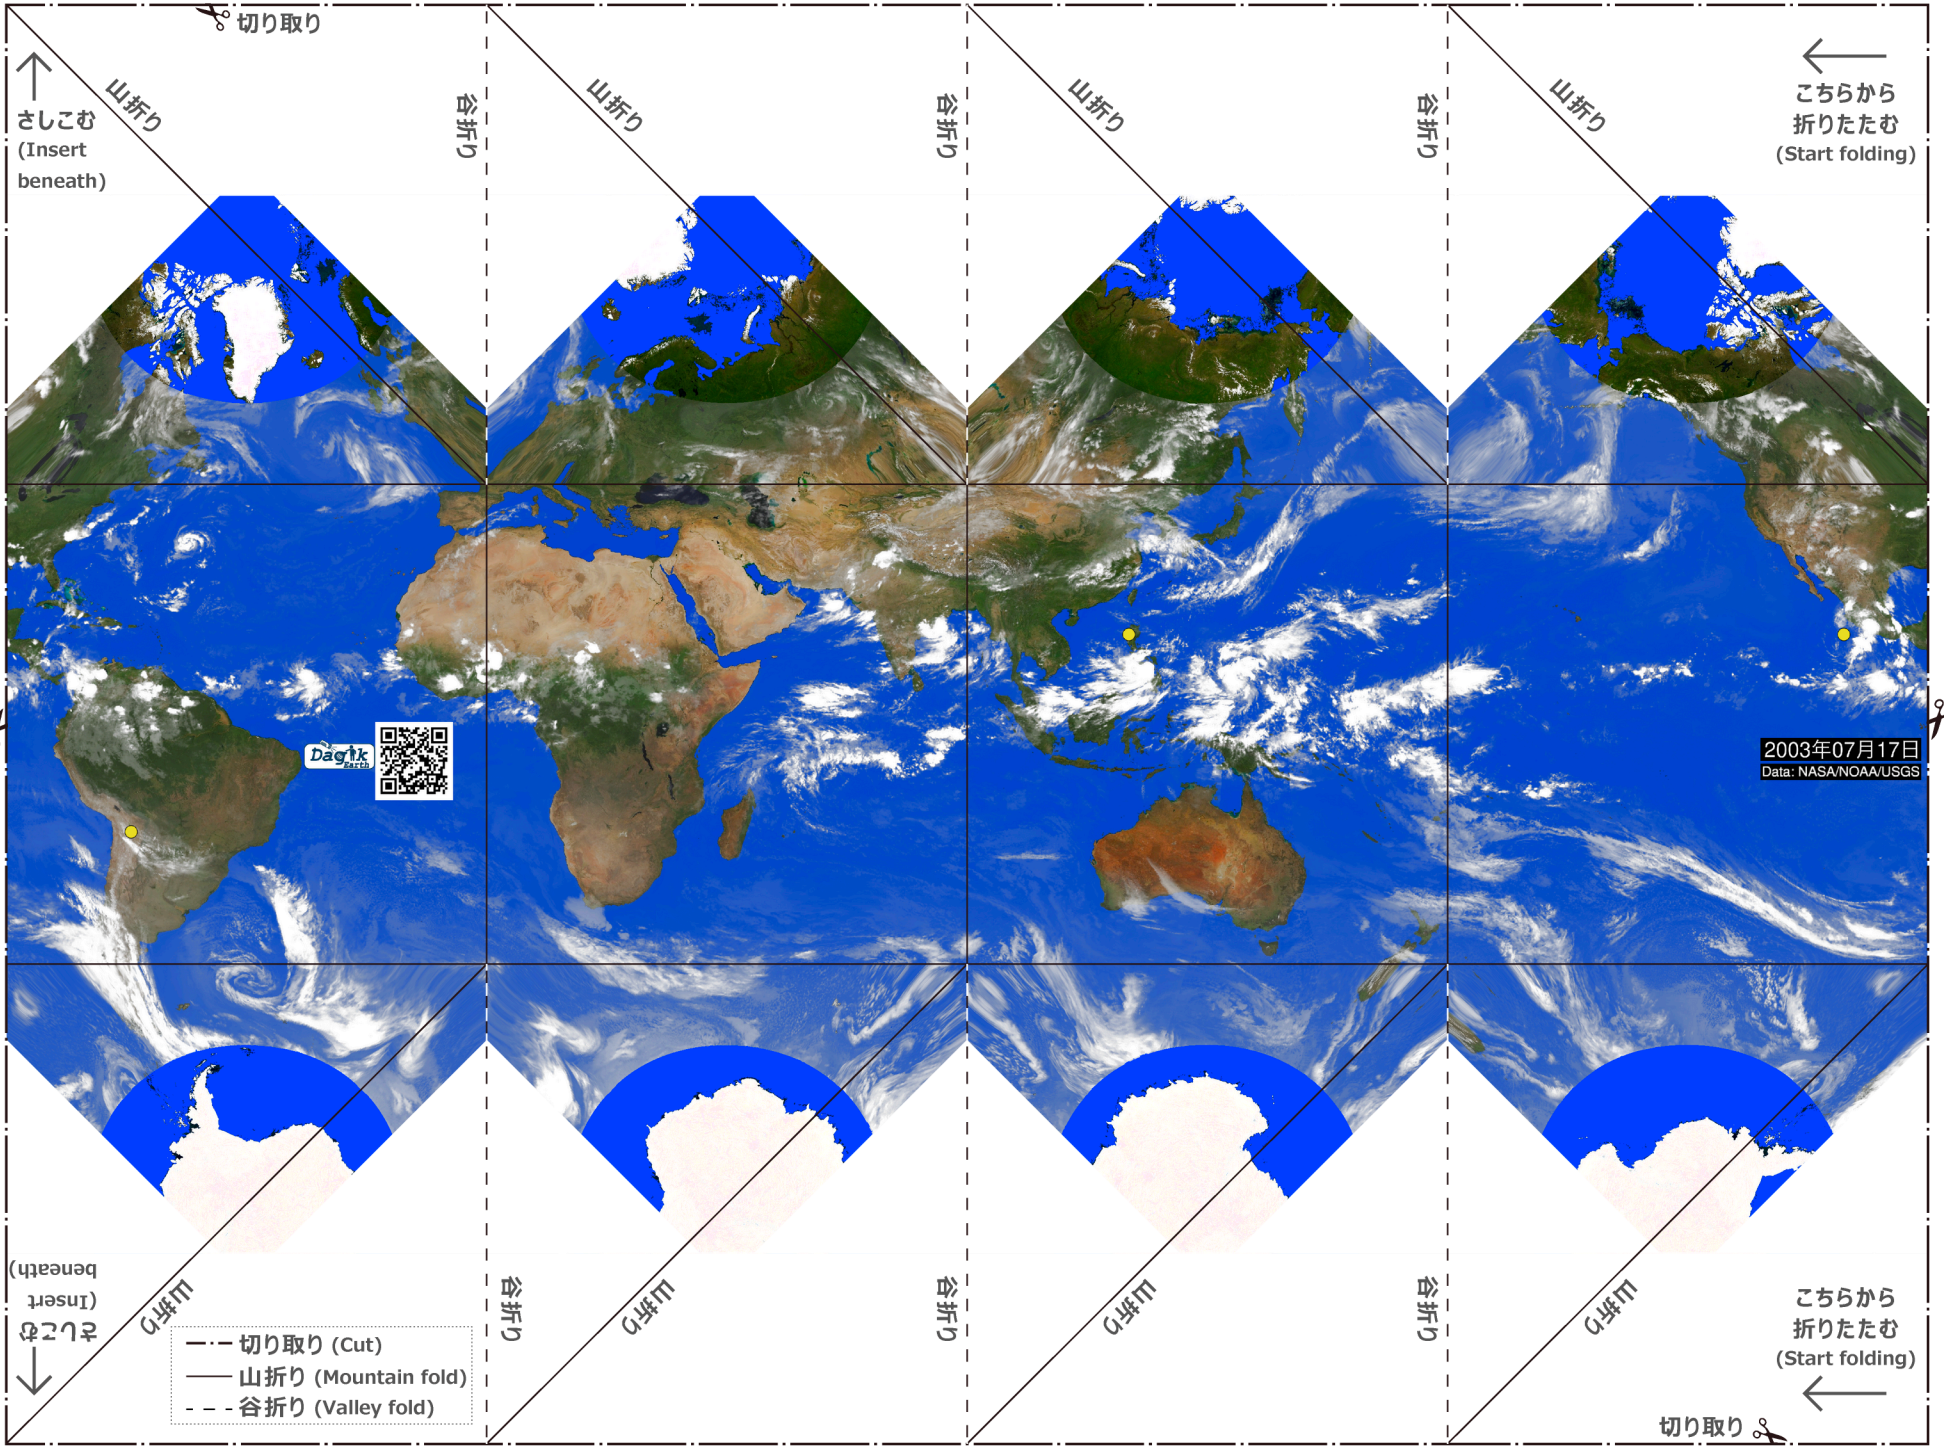 切り取り
山折り
谷折り
山折り
谷折り
山折り
谷折り
山折り
さしこむ
(Insert
beneath)
こちらから
折りたたむ
(Start folding)
Dagik
Earth
2003年07月17日
Data: NASA/NOAA/USGS
さしこむ
(Insert
beneath)
山折り
谷折り
山折り
谷折り
山折り
谷折り
山折り
切り取り (Cut)
山折り (Mountain fold)
谷折り (Valley fold)
こちらから
折りたたむ
(Start folding)
切り取り